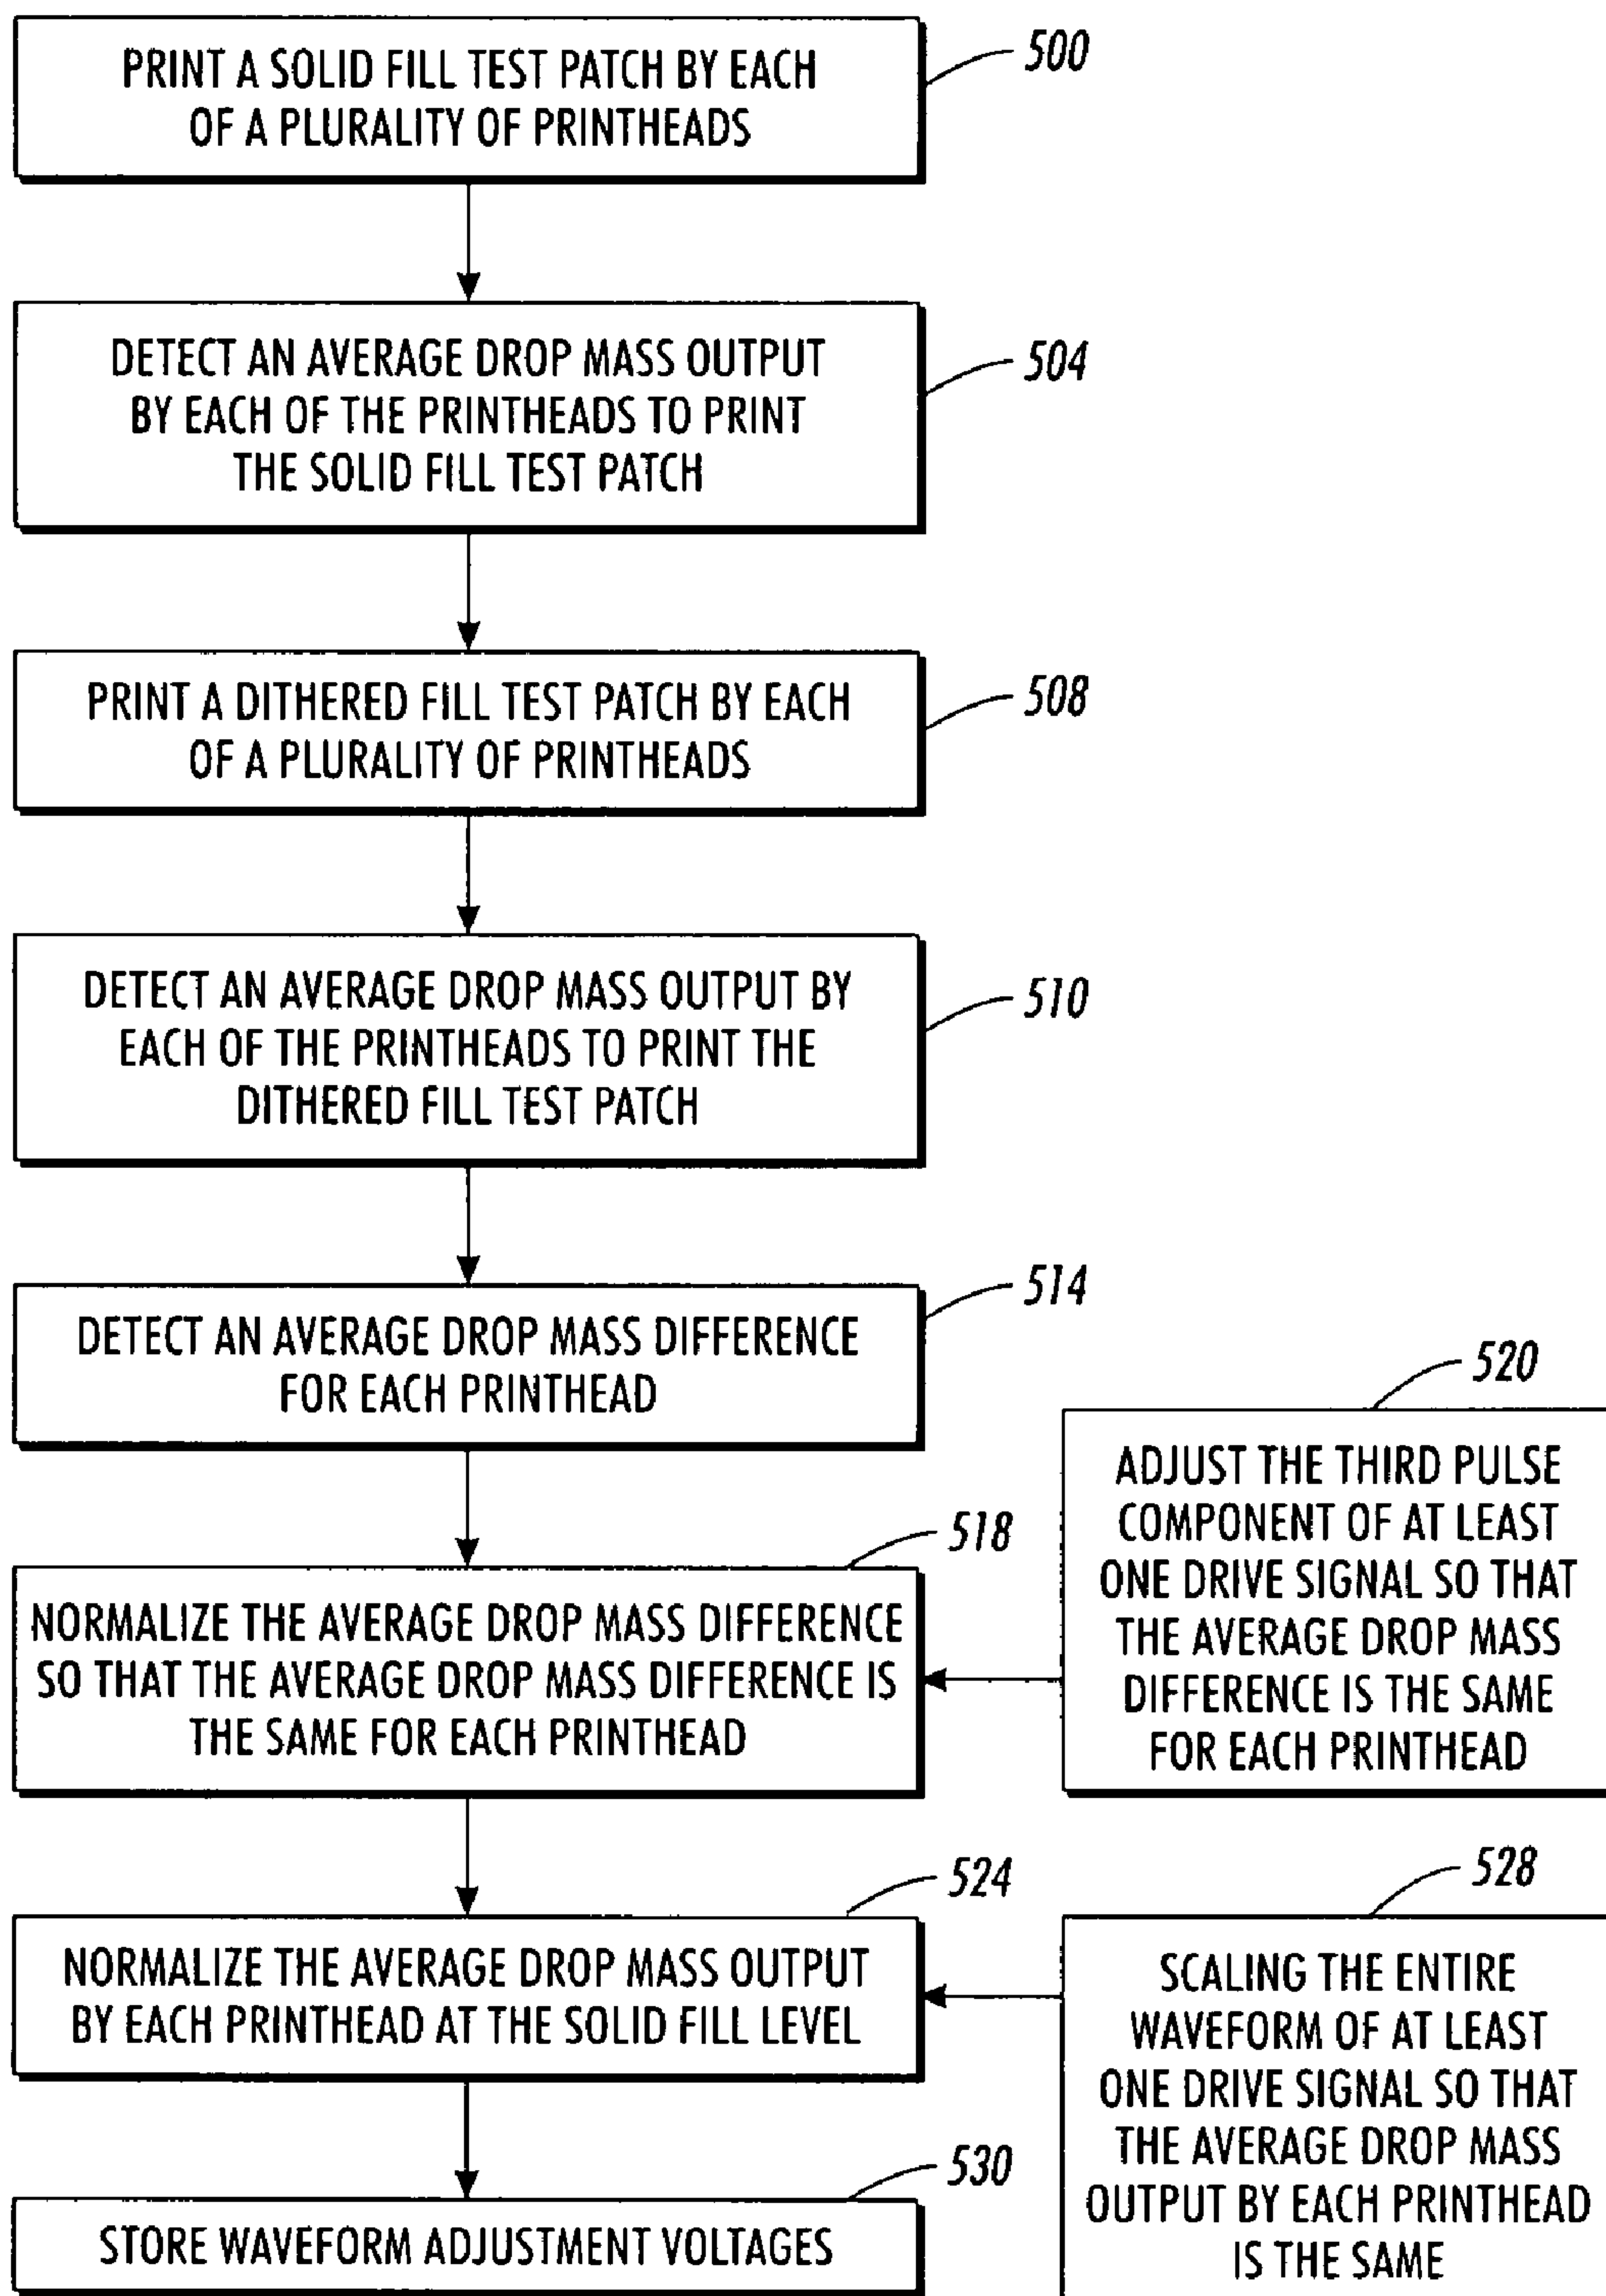 PRINT A SOLID FILL TEST PATCH BY EACH
OF A PLURALITY OF PRINTHEADS
500
DETECT AN AVERAGE DROP MASS OUTPUT
BY EACH OF THE PRINTHEADS TO PRINT
THE SOLID FILL TEST PATCH
504
PRINT A DITHERED FILL TEST PATCH BY EACH
OF A PLURALITY OF PRINTHEADS
508
DETECT AN AVERAGE DROP MASS OUTPUT BY
EACH OF THE PRINTHEADS TO PRINT THE
DITHERED FILL TEST PATCH
510
DETECT AN AVERAGE DROP MASS DIFFERENCE
FOR EACH PRINTHEAD
514
NORMALIZE THE AVERAGE DROP MASS DIFFERENCE
SO THAT THE AVERAGE DROP MASS DIFFERENCE IS
THE SAME FOR EACH PRINTHEAD
518
ADJUST THE THIRD PULSE
COMPONENT OF AT LEAST
ONE DRIVE SIGNAL SO THAT
THE AVERAGE DROP MASS
DIFFERENCE IS THE SAME
FOR EACH PRINTHEAD
520
NORMALIZE THE AVERAGE DROP MASS OUTPUT
BY EACH PRINTHEAD AT THE SOLID FILL LEVEL
524
SCALING THE ENTIRE
WAVEFORM OF AT LEAST
ONE DRIVE SIGNAL SO THAT
THE AVERAGE DROP MASS
OUTPUT BY EACH PRINTHEAD
IS THE SAME
528
STORE WAVEFORM ADJUSTMENT VOLTAGES
530